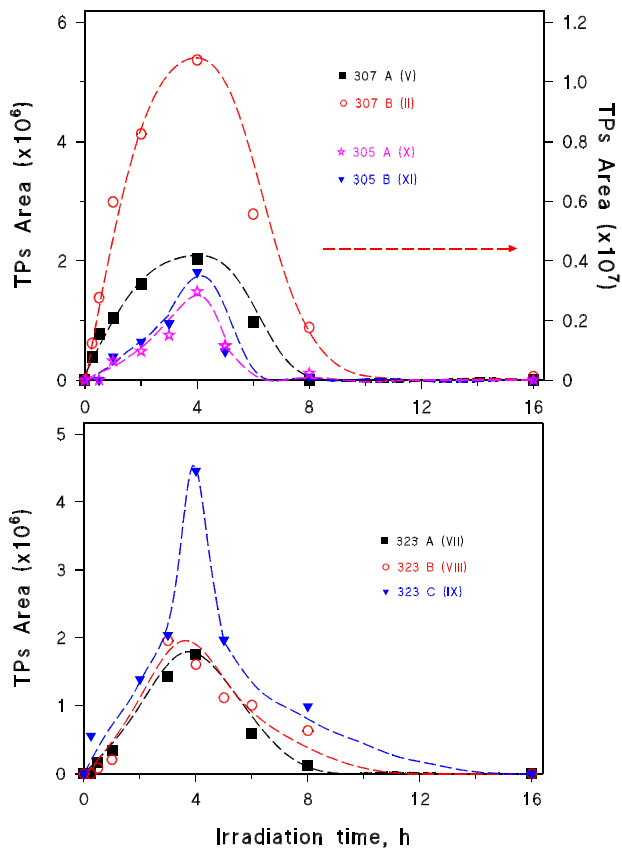 6
4
2
0
TPs Area (x10⁶)
1.2
1.0
0.8
0.6
0.4
0.2
0
TPs Area (x10⁷)
307 A (V)
307 B (II)
305 A (X)
305 B (XI)
0 4 8 12 16
5
4
3
2
1
0
TPs Area (x10⁶)
323 A (VII)
323 B (VIII)
323 C (IX)
0 4 8 12 16
Irradiation time, h